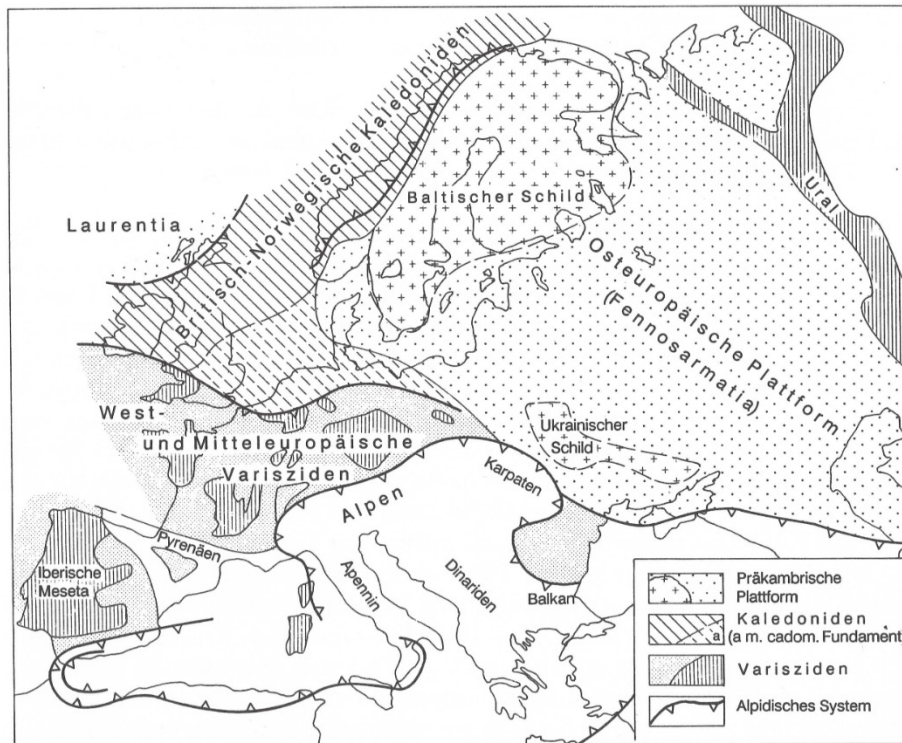 Britisch-Norwegische Kaledoniden
Laurentia
Baltischer Schild
Ural
Osteuropäische Plattform
(Fennosarmatia)
West-
und Mitteleuropäische
Varisziden
Ukrainischer
Schild
Karpaten
Alpen
Pyrenäen
Iberische
Meseta
Apennin
Dinariden
Balkan
Präkambrische
Plattform
Kaledoniden
a
(a m. cadom. Fundament)
Varisziden
Alpidisches System